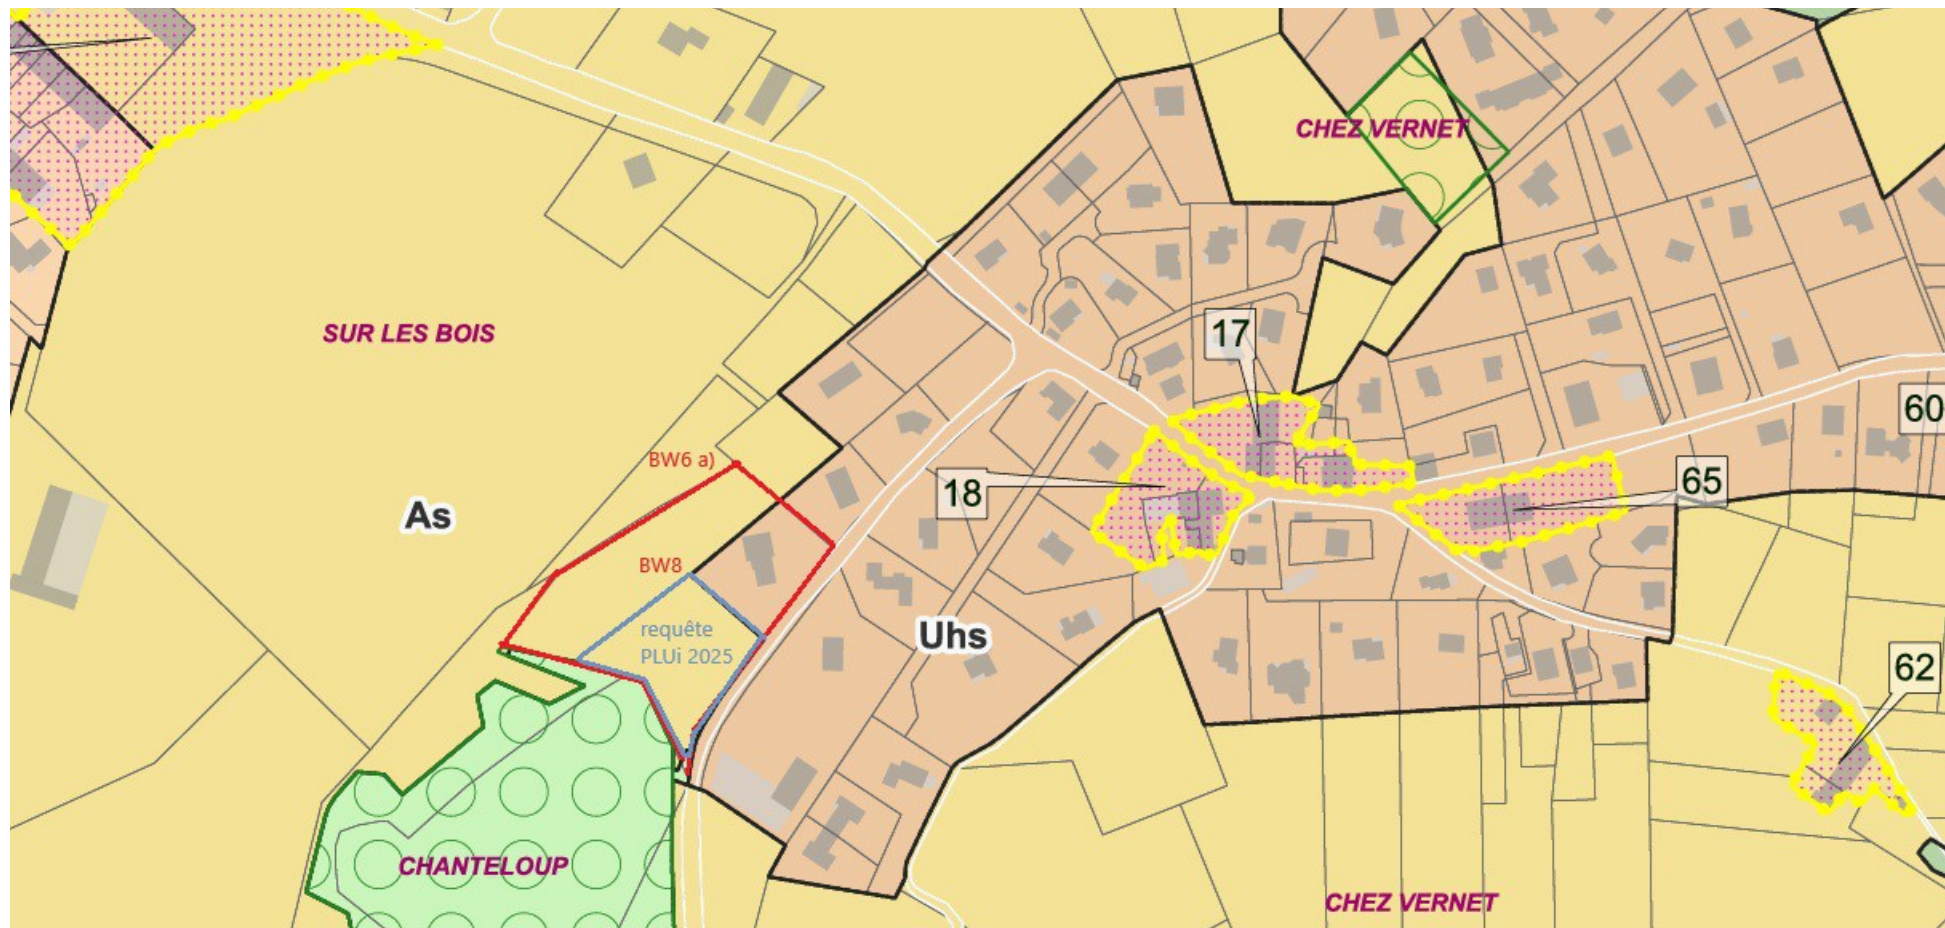 CHEZ VERNET
17
SUR LES BOIS
60
BW6 a)
18
65
As
BW8
requête
PLUi 2025
Uhs
62
CHANTELOUP
CHEZ VERNET